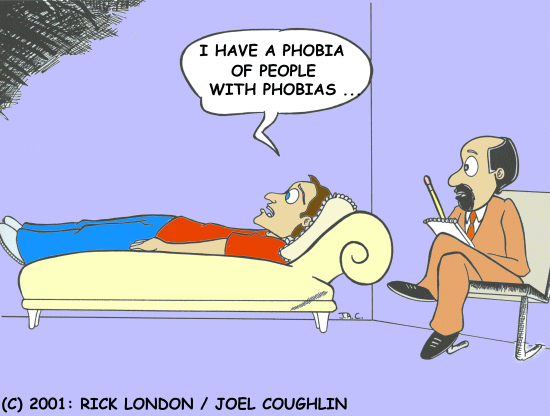 I HAVE A PHOBIA
OF PEOPLE
WITH PHOBIAS ...
J.A.C.
(C) 2001: RICK LONDON / JOEL COUGHLIN